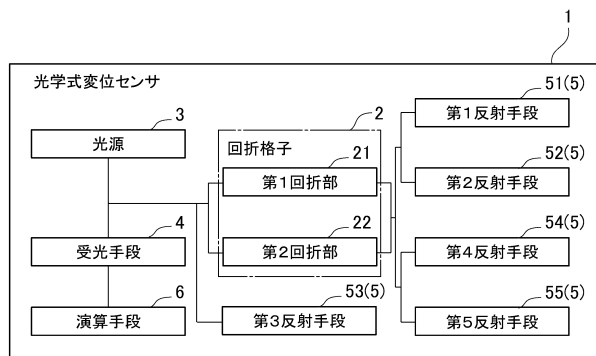 1
光学式変位センサ
51(5)
第1反射手段
3
光源
2
回折格子
21
第1回折部
52(5)
第2反射手段
4
受光手段
22
第2回折部
54(5)
第4反射手段
6
演算手段
53(5)
第3反射手段
55(5)
第5反射手段